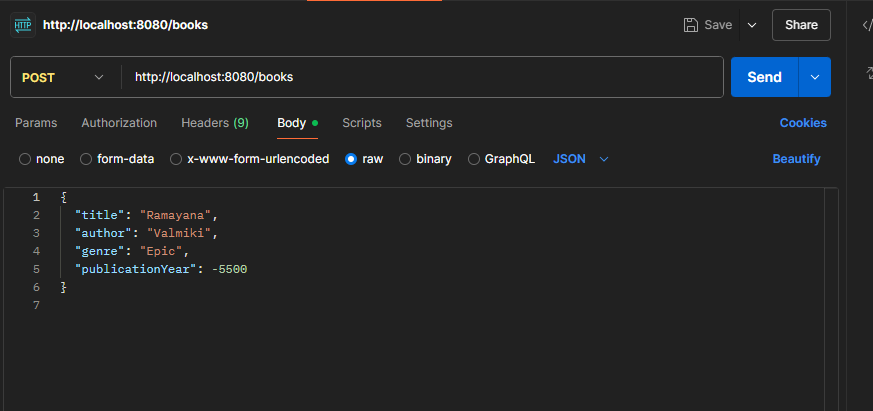 HTTP http://localhost:8080/books Save Share
POST http://localhost:8080/books Send
Params Authorization Headers (9) Body Scripts Settings Cookies
none form-data x-www-form-urlencoded raw binary GraphQL JSON Beautify
1 {
2 "title": "Ramayana",
3 "author": "Valmiki",
4 "genre": "Epic",
5 "publicationYear": -5500
6 }
7